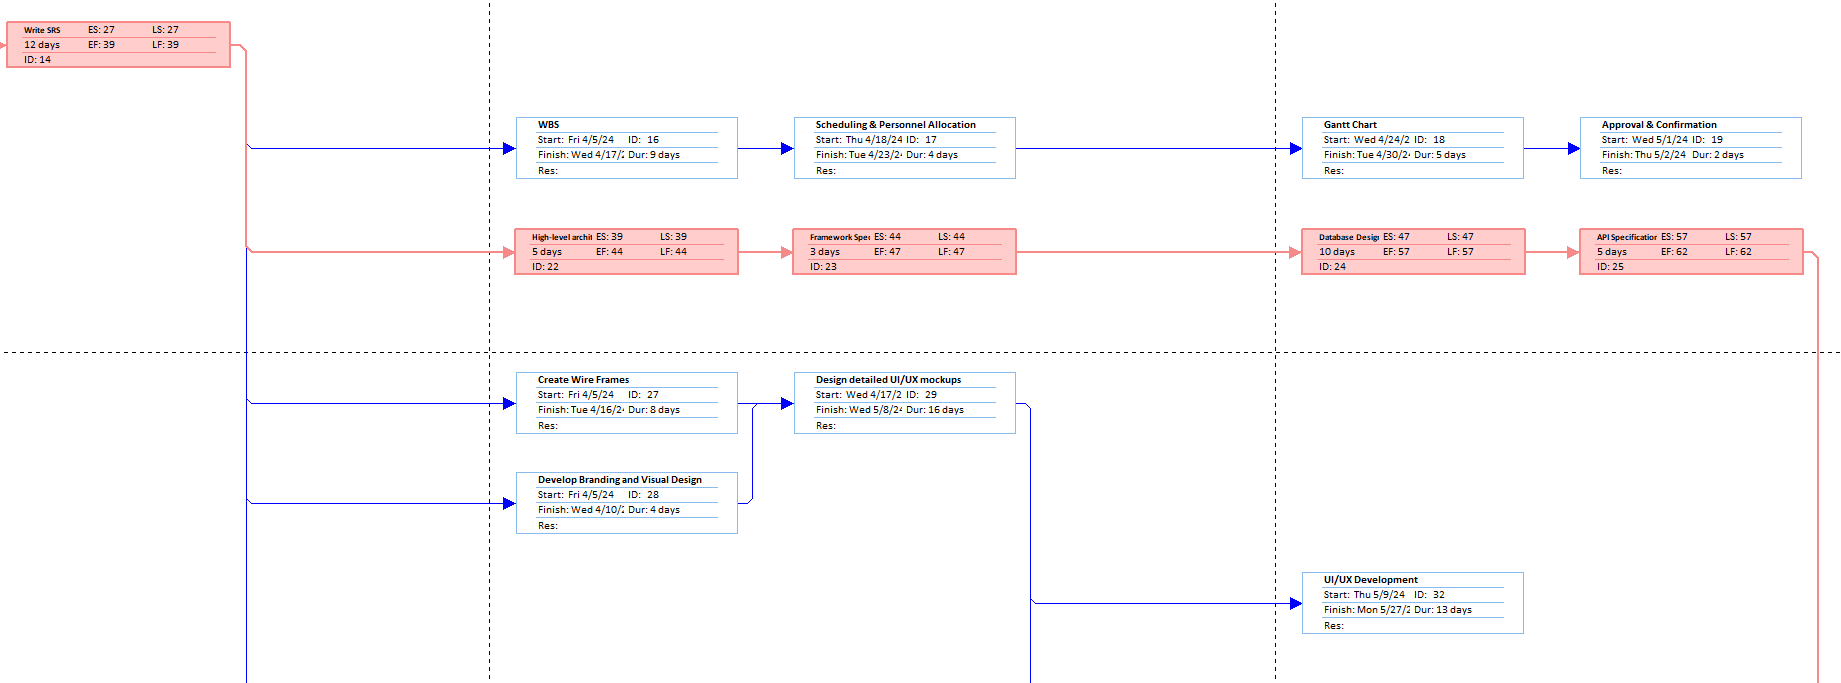 Write SRS ES: 27 LS: 27
12 days EF: 39 LF: 39
ID: 14
WBS
Start: Fri 4/5/24 ID: 16
Finish: Wed 4/17/2 Dur: 9 days
Res:
Scheduling & Personnel Allocation
Start: Thu 4/18/24 ID: 17
Finish: Tue 4/23/24 Dur: 4 days
Res:
Gantt Chart
Start: Wed 4/24/2 ID: 18
Finish: Tue 4/30/24 Dur: 5 days
Res:
Approval & Confirmation
Start: Wed 5/1/24 ID: 19
Finish: Thu 5/2/24 Dur: 2 days
Res:
High-level archit ES: 39 LS: 39
5 days EF: 44 LF: 44
ID: 22
Framework Spec ES: 44 LS: 44
3 days EF: 47 LF: 47
ID: 23
Database Design ES: 47 LS: 47
10 days EF: 57 LF: 57
ID: 24
API Specification ES: 57 LS: 57
5 days EF: 62 LF: 62
ID: 25
Create Wire Frames
Start: Fri 4/5/24 ID: 27
Finish: Tue 4/16/24 Dur: 8 days
Res:
Design detailed UI/UX mockups
Start: Wed 4/17/2 ID: 29
Finish: Wed 5/8/24 Dur: 16 days
Res:
Develop Branding and Visual Design
Start: Fri 4/5/24 ID: 28
Finish: Wed 4/10/2 Dur: 4 days
Res:
UI/UX Development
Start: Thu 5/9/24 ID: 32
Finish: Mon 5/27/2 Dur: 13 days
Res: